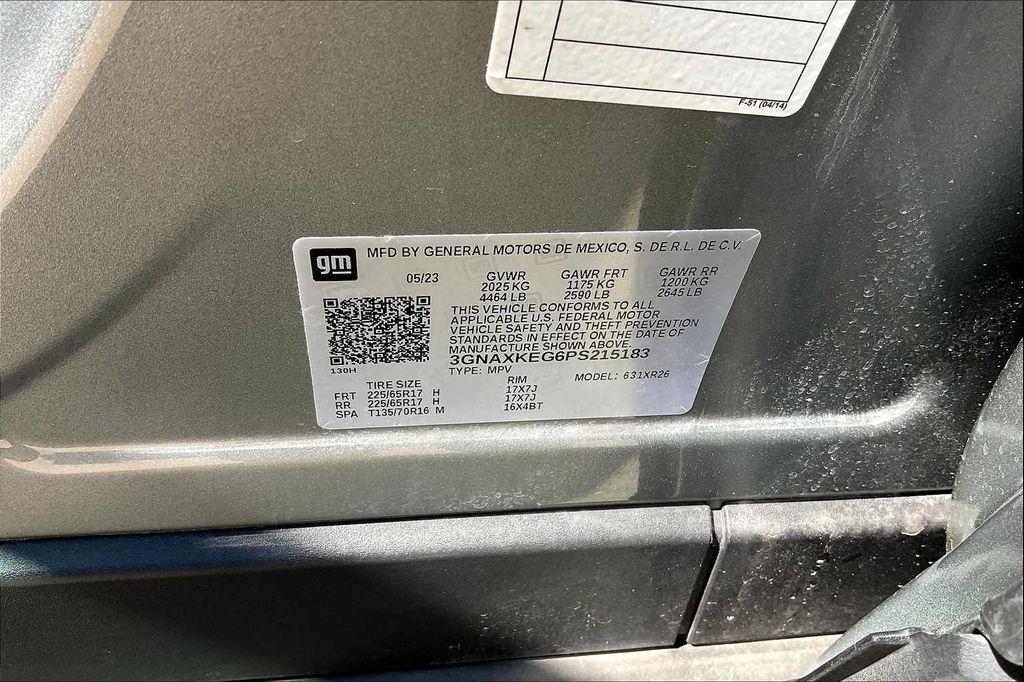 F-51 (04/14)
gm MFD BY GENERAL MOTORS DE MEXICO, S. DE R.L. DE C.V.
05/23 GVWR GAWR FRT GAWR RR
2025 KG 1175 KG 1200 KG
4464 LB 2590 LB 2645 LB
THIS VEHICLE CONFORMS TO ALL
APPLICABLE U.S. FEDERAL MOTOR
VEHICLE SAFETY AND THEFT PREVENTION
STANDARDS IN EFFECT ON THE DATE OF
MANUFACTURE SHOWN ABOVE.
3GNAXKEG6PS215183
130H TYPE: MPV MODEL: 631XR26
TIRE SIZE RIM
FRT 225/65R17 H 17X7J
RR 225/65R17 H 17X7J
SPA T135/70R16 M 16X4BT